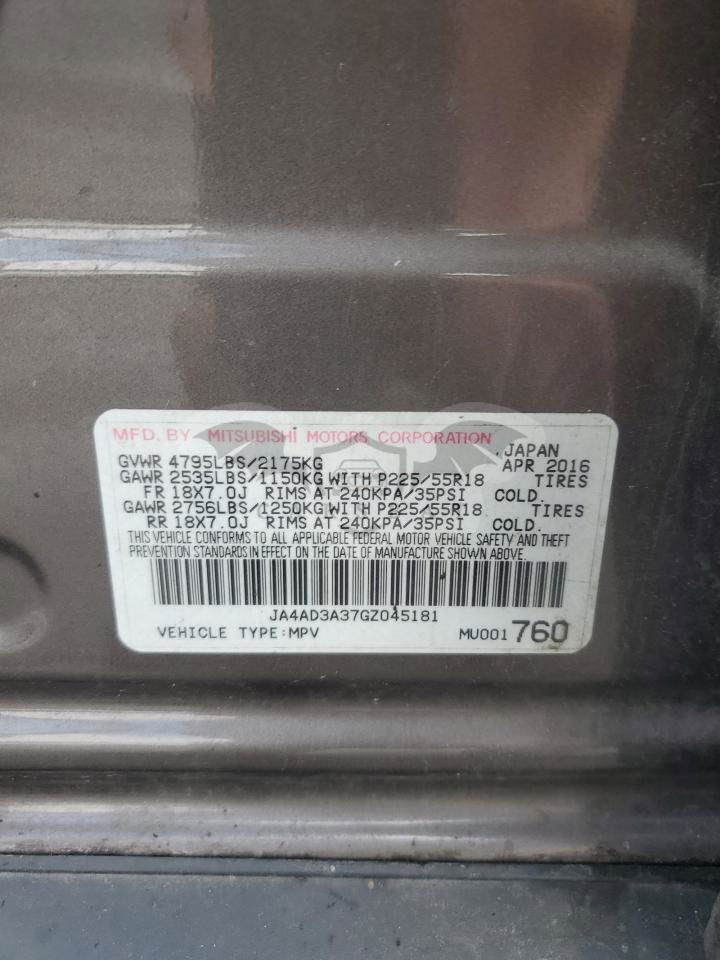 MFD. BY MITSUBISHI MOTORS CORPORATION
JAPAN
GVWR 4795LBS/2175KG APR 2016
GAWR 2535LBS/1150KG WITH P225/55R18 TIRES
FR 18X7.0J RIMS AT 240KPA/35PSI COLD.
GAWR 2756LBS/1250KG WITH P225/55R18 TIRES
RR 18X7.0J RIMS AT 240KPA/35PSI COLD.
THIS VEHICLE CONFORMS TO ALL APPLICABLE FEDERAL MOTOR VEHICLE SAFETY AND THEFT
PREVENTION STANDARDS IN EFFECT ON THE DATE OF MANUFACTURE SHOWN ABOVE.
JA4AD3A37GZ045181
VEHICLE TYPE:MPV MU001760